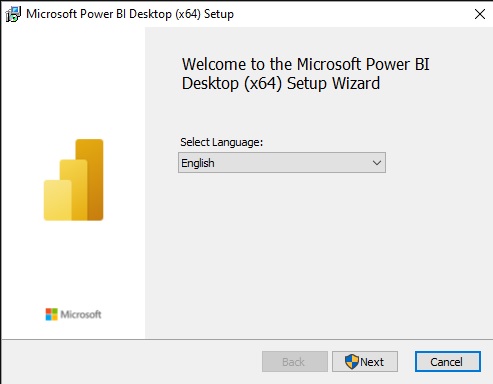 Microsoft Power BI Desktop (x64) Setup
Welcome to the Microsoft Power BI
Desktop (x64) Setup Wizard
Select Language:
English
Microsoft
Back
Next
Cancel